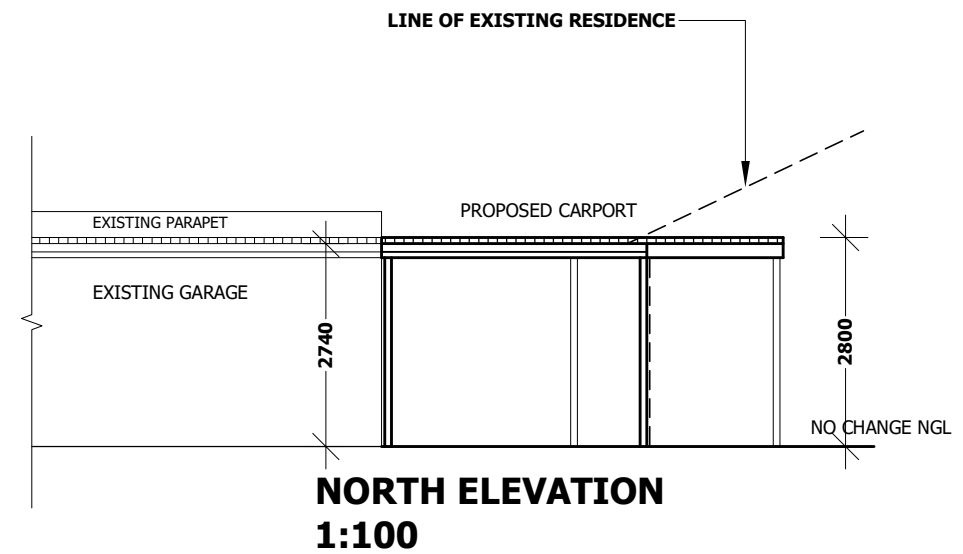 LINE OF EXISTING RESIDENCE
PROPOSED CARPORT
EXISTING PARAPET
EXISTING GARAGE
2740
2800
NO CHANGE NGL
NORTH ELEVATION
1:100